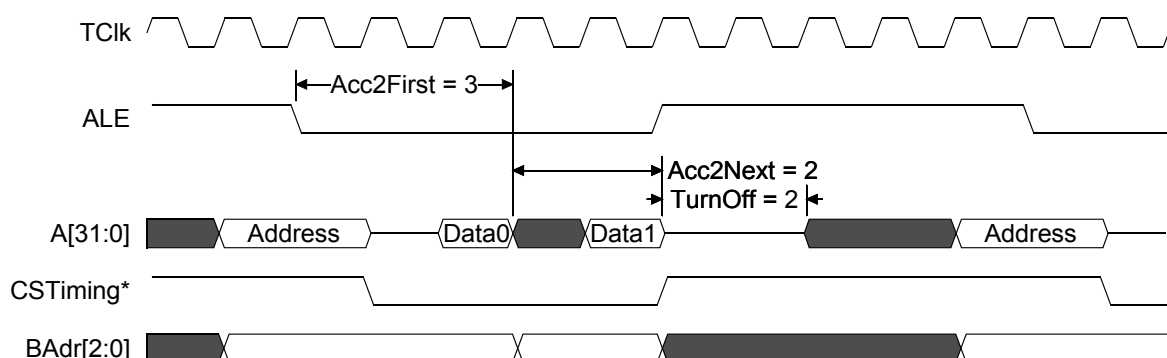 TClk
Acc2First = 3
ALE
Acc2Next = 2
TurnOff = 2
A[31:0] Address Data0 Data1 Address
CSTiming*
BAdr[2:0]